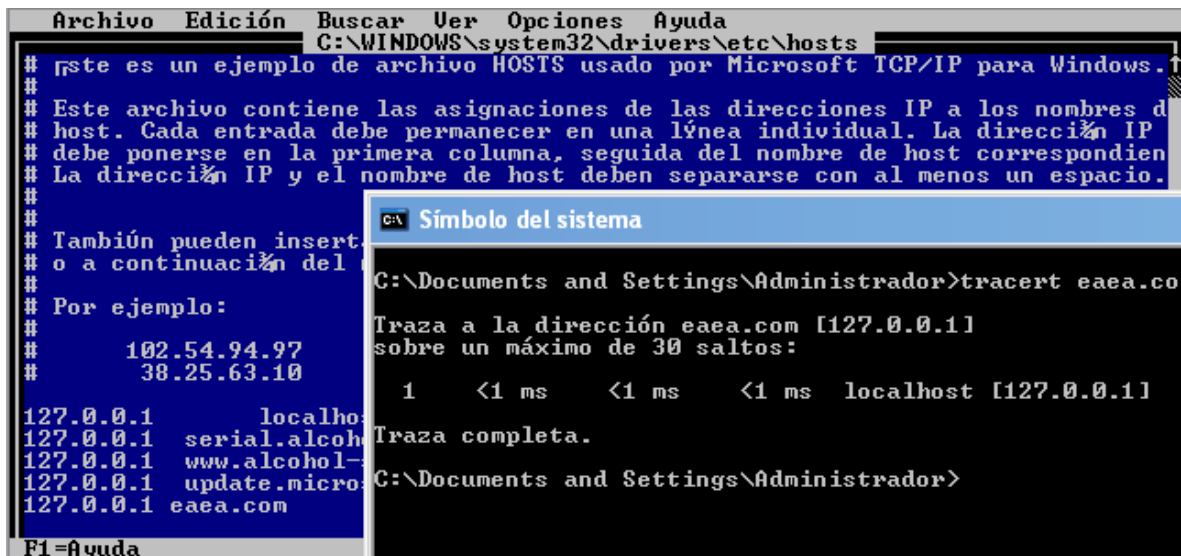 Archivo Edición Buscar Ver Opciones Ayuda
C:\WINDOWS\system32\drivers\etc\hosts
# ste es un ejemplo de archivo HOSTS usado por Microsoft TCP/IP para Windows.
#
# Este archivo contiene las asignaciones de las direcciones IP a los nombres d
# host. Cada entrada debe permanecer en una lÝnea individual. La direcci¾n IP
# debe ponerse en la primera columna, seguida del nombre de host correspondien
# La direcci¾n IP y el nombre de host deben separarse con al menos un espacio.
#
#
# TambiÚn pueden insert
# o a continuaci¾n del
#
# Por ejemplo:
#
# 102.54.94.97
# 38.25.63.10
127.0.0.1 localho
127.0.0.1 serial.alcoh
127.0.0.1 www.alcohol-
127.0.0.1 update.micro
127.0.0.1 eaea.com
F1=Ayuda
Símbolo del sistema
C:\Documents and Settings\Administrador>tracert eaea.co
Traza a la dirección eaea.com [127.0.0.1]
sobre un máximo de 30 saltos:
1 <1 ms <1 ms <1 ms localhost [127.0.0.1]
Traza completa.
C:\Documents and Settings\Administrador>